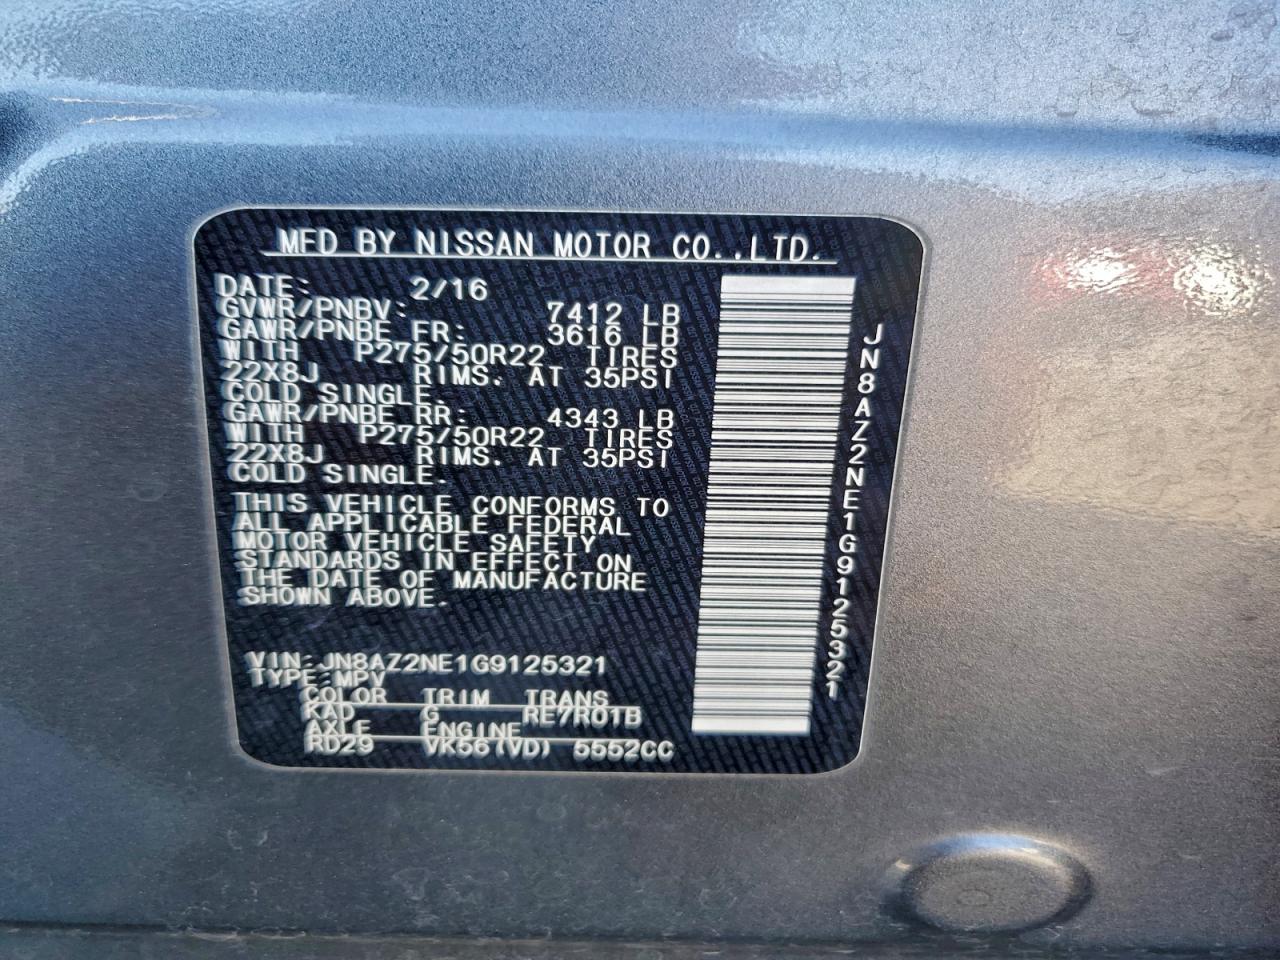 MFD BY NISSAN MOTOR CO.,LTD.
DATE: 2/16
GVWR/PNBV: 7412 LB
GAWR/PNBE FR: 3616 LB
WITH P275/50R22 TIRES
22X8J RIMS. AT 35PSI
COLD SINGLE.
GAWR/PNBE RR: 4343 LB
WITH P275/50R22 TIRES
22X8J RIMS. AT 35PSI
COLD SINGLE.
THIS VEHICLE CONFORMS TO
ALL APPLICABLE FEDERAL
MOTOR VEHICLE SAFETY
STANDARDS IN EFFECT ON
THE DATE OF MANUFACTURE
SHOWN ABOVE.
VIN:JN8AZ2NE1G9125321
TYPE:MPV
COLOR TRIM TRANS
KAD G RE7R01B
AXLE ENGINE
RD29 VK56(VD) 5552CC
JN8AZ2NE1G9125321